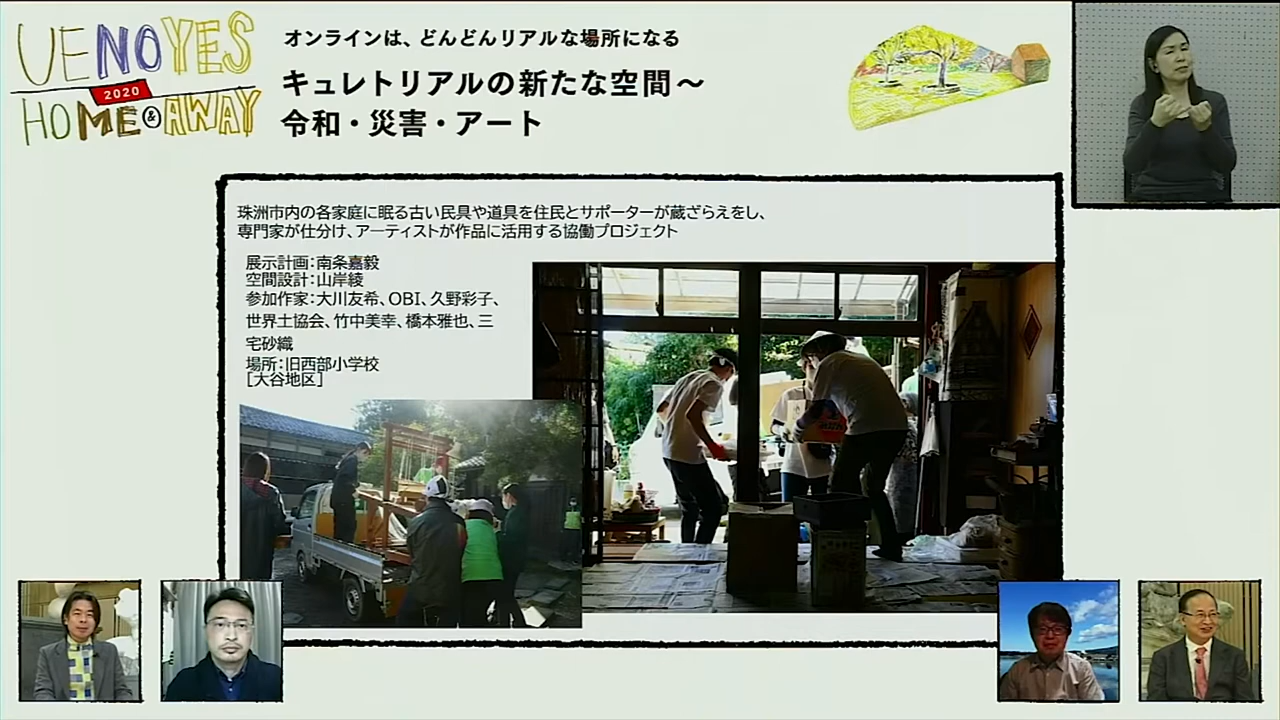 UENOYES
2020
HOME & AWAY
オンラインは、どんどんリアルな場所になる
キュレトリアルの新たな空間〜
令和・災害・アート
珠洲市内の各家庭に眠る古い民具や道具を住民とサポーターが蔵ざらえをし、
専門家が仕分け、アーティストが作品に活用する協働プロジェクト
展示計画：南条嘉毅
空間設計：山岸綾
参加作家：大川友希、OBI、久野彩子、
世界土協会、竹中美幸、橋本雅也、三
宅砂織
場所：旧西部小学校
［大谷地区］